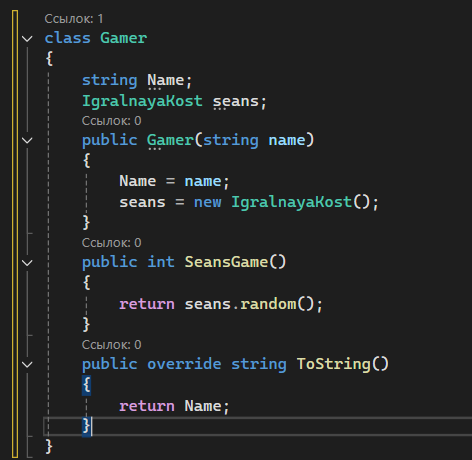 Ссылок: 1
class Gamer
{
string Name;
IgralnayaKost seans;
Ссылок: 0
public Gamer(string name)
{
Name = name;
seans = new IgralnayaKost();
}
Ссылок: 0
public int SeansGame()
{
return seans.random();
}
Ссылок: 0
public override string ToString()
{
return Name;
}
}